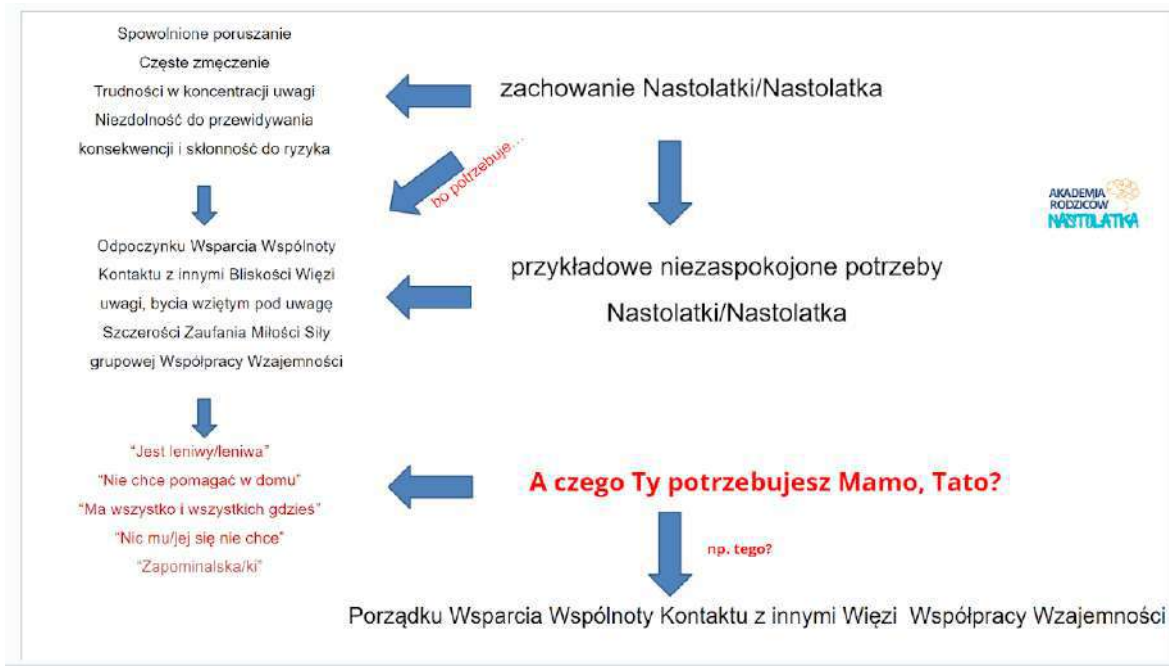 Spowolnione poruszanie
Częste zmęczenie
Trudności w koncentracji uwagi
Niezdolność do przewidywania
konsekwencji i skłonność do ryzyka
zachowanie Nastolatki/Nastolatka
bo potrzebuje...
AKADEMJA
RODZICÓW
NASTOLATKA
Odpoczynku Wsparcia Wspólnoty
Kontaktu z innymi Bliskości Więzi
uwagi, bycia wziętym pod uwagę
Szczerości Zaufania Miłości Siły
grupowej Współpracy Wzajemności
przykładowe niezaspokojone potrzeby
Nastolatki/Nastolatka
“Jest leniwy/leniwa”
“Nie chce pomagać w domu”
“Ma wszystko i wszystkich gdzieś”
“Nic mu/jej się nie chce”
“Zapominalska/ki”
A czego Ty potrzebujesz Mamo, Tato?
np. tego?
Porządku Wsparcia Wspólnoty Kontaktu z innymi Więzi Współpracy Wzajemności